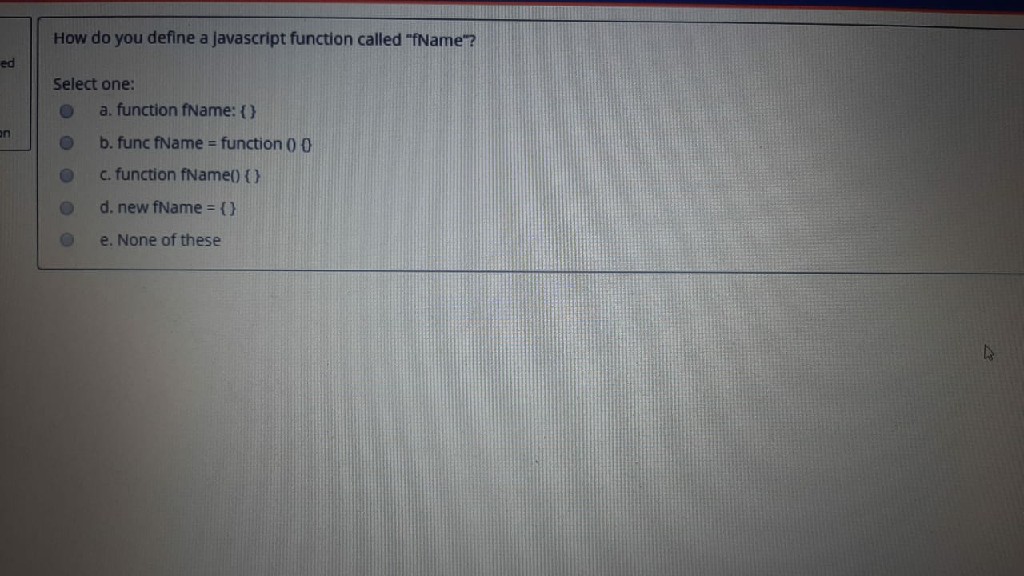 ed
on
How do you define a javascript function called "fName"?
Select one:
a. function fName: { }
b. func fName = function () {}
c. function fName() { }
d. new fName = { }
e. None of these